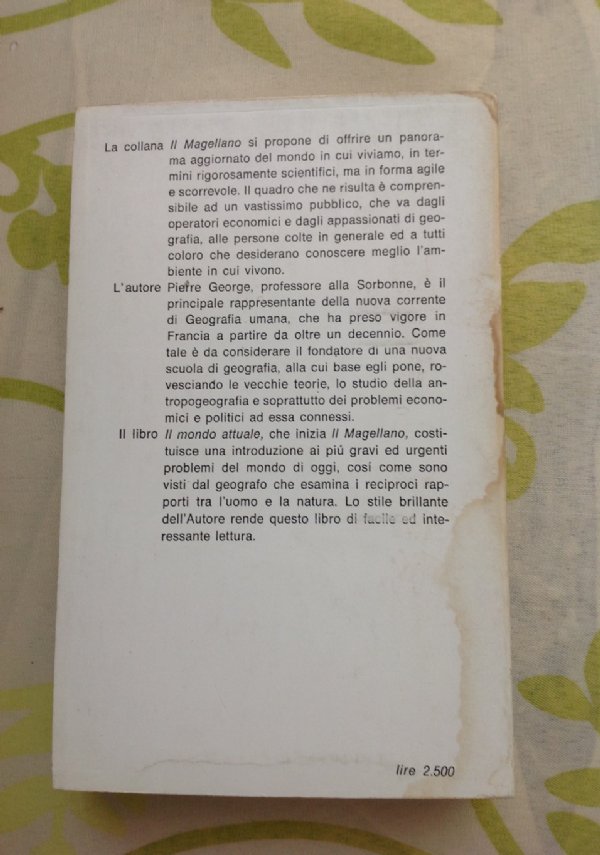 La collana Il Magellano si propone di offrire un panora-
ma aggiornato del mondo in cui viviamo, in ter-
mini rigorosamente scientifici, ma in forma agile
e scorrevole. Il quadro che ne risulta è compren-
sibile ad un vastissimo pubblico, che va dagli
operatori economici e dagli appassionati di geo-
grafia, alle persone colte in generale ed a tutti
coloro che desiderano conoscere meglio l'am-
biente in cui vivono.
L'autore Pierre George, professore alla Sorbonne, è il
principale rappresentante della nuova corrente
di Geografia umana, che ha preso vigore in
Francia a partire da oltre un decennio. Come
tale è da considerare il fondatore di una nuova
scuola di geografia, alla cui base egli pone, ro-
vesciando le vecchie teorie, lo studio della an-
tropogeografia e soprattutto dei problemi econo-
mici e politici ad essa connessi.
Il libro Il mondo attuale, che inizia Il Magellano, costi-
tuisce una introduzione ai piú gravi ed urgenti
problemi del mondo di oggi, cosí come sono
visti dal geografo che esamina i reciproci rap-
porti tra l'uomo e la natura. Lo stile brillante
dell'Autore rende questo libro di facile ed inte-
ressante lettura.
lire 2.500